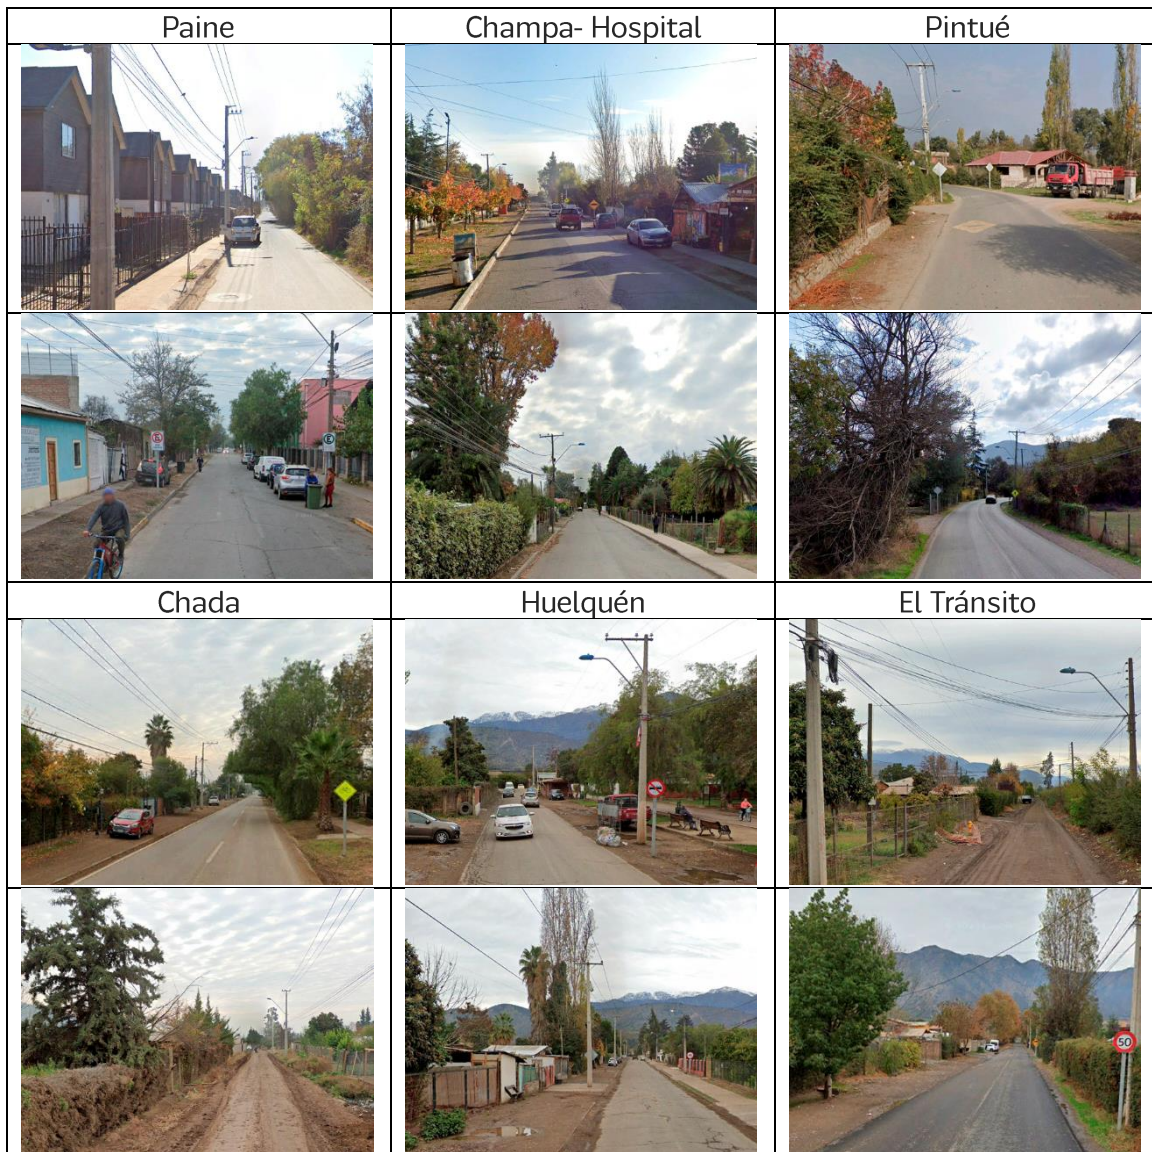 Paine
Champa- Hospital
Pintué
E
Chada
Huelquén
El Tránsito
50